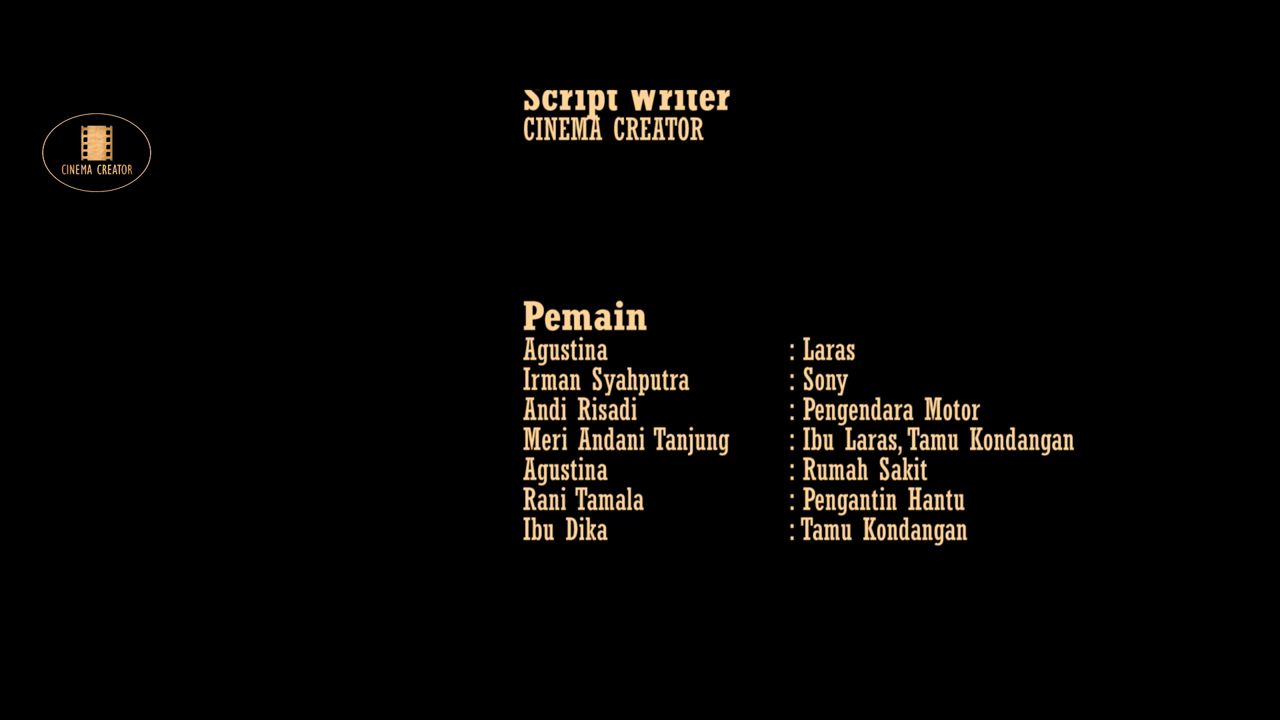 Script Writer
CINEMA CREATOR
CINEMA CREATOR
Pemain
Agustina : Laras
Irman Syahputra : Sony
Andi Risadi : Pengendara Motor
Meri Andani Tanjung : Ibu Laras, Tamu Kondangan
Agustina : Rumah Sakit
Rani Tamala : Pengantin Hantu
Ibu Dika : Tamu Kondangan